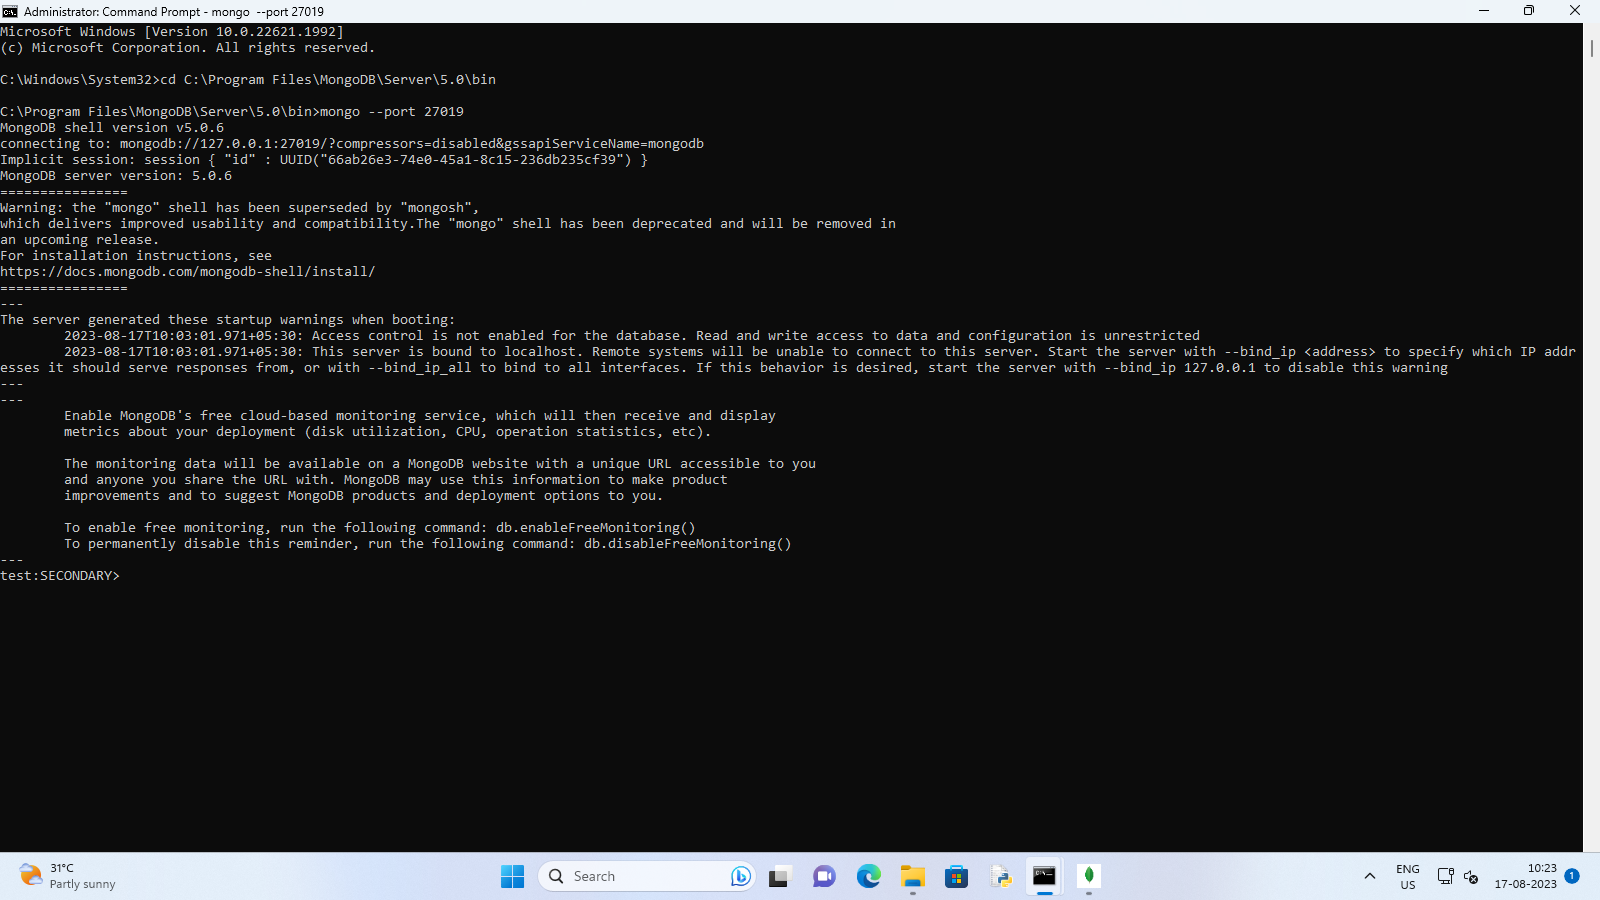 Administrator: Command Prompt - mongo  --port 27019
Microsoft Windows [Version 10.0.22621.1992]
(c) Microsoft Corporation. All rights reserved.
C:\Windows\System32>cd C:\Program Files\MongoDB\Server\5.0\bin
C:\Program Files\MongoDB\Server\5.0\bin>mongo --port 27019
MongoDB shell version v5.0.6
connecting to: mongodb://127.0.0.1:27019/?compressors=disabled&gssapiServiceName=mongodb
Implicit session: session { "id" : UUID("66ab26e3-74e0-45a1-8c15-236db235cf39") }
MongoDB server version: 5.0.6
================
Warning: the "mongo" shell has been superseded by "mongosh",
which delivers improved usability and compatibility.The "mongo" shell has been deprecated and will be removed in
an upcoming release.
For installation instructions, see
https://docs.mongodb.com/mongodb-shell/install/
================
---
The server generated these startup warnings when booting:
        2023-08-17T10:03:01.971+05:30: Access control is not enabled for the database. Read and write access to data and configuration is unrestricted
        2023-08-17T10:03:01.971+05:30: This server is bound to localhost. Remote systems will be unable to connect to this server. Start the server with --bind_ip <address> to specify which IP addr
esses it should serve responses from, or with --bind_ip_all to bind to all interfaces. If this behavior is desired, start the server with --bind_ip 127.0.0.1 to disable this warning
---
---
        Enable MongoDB's free cloud-based monitoring service, which will then receive and display
        metrics about your deployment (disk utilization, CPU, operation statistics, etc).
        The monitoring data will be available on a MongoDB website with a unique URL accessible to you
        and anyone you share the URL with. MongoDB may use this information to make product
        improvements and to suggest MongoDB products and deployment options to you.
        To enable free monitoring, run the following command: db.enableFreeMonitoring()
        To permanently disable this reminder, run the following command: db.disableFreeMonitoring()
---
test:SECONDARY>
31°C
Partly sunny
Search
ENG
US
10:23
17-08-2023
1